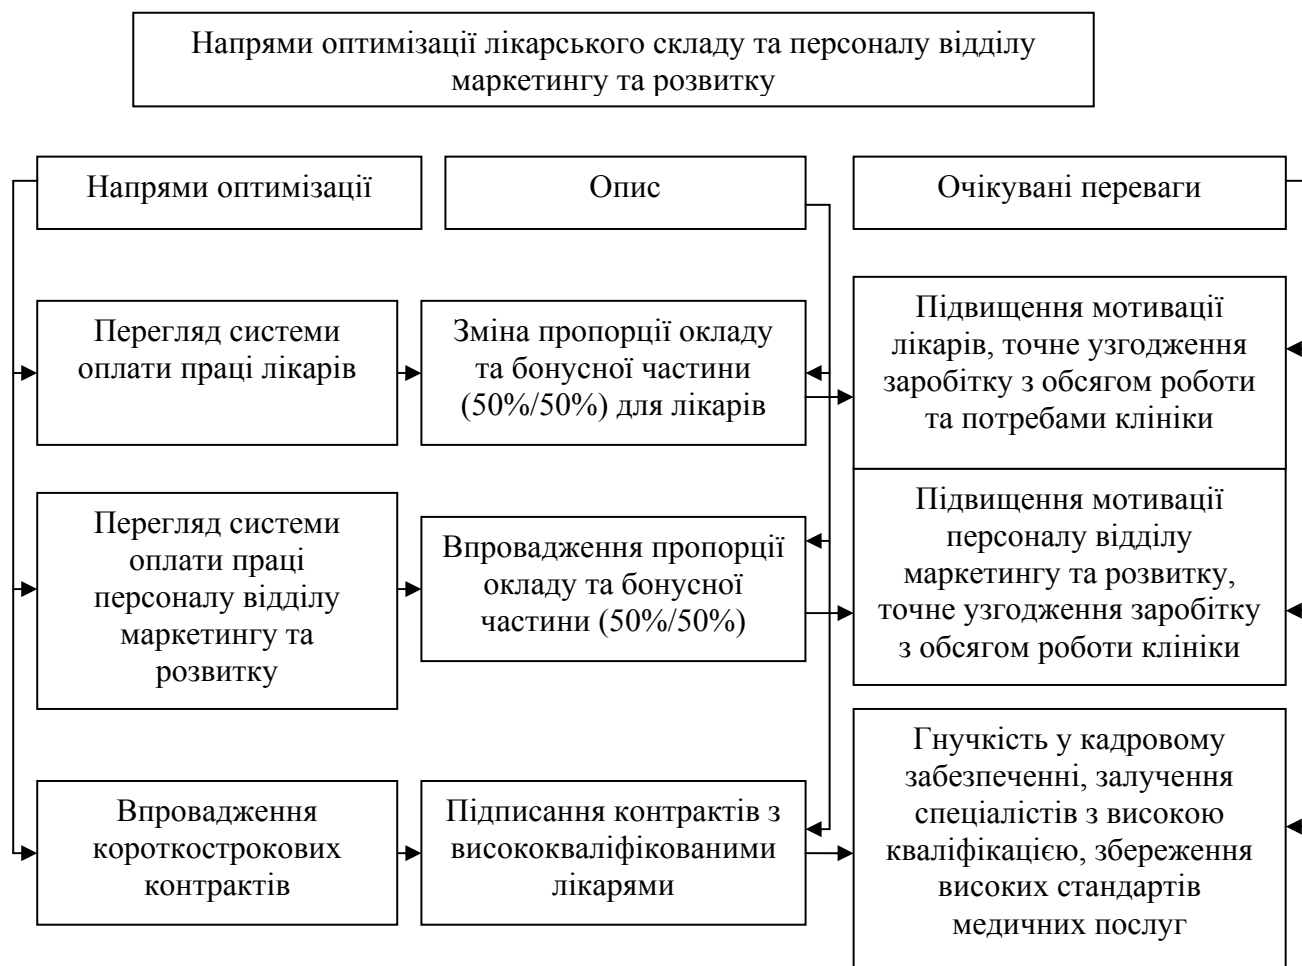 Напрями оптимізації лікарського складу та персоналу відділу
маркетингу та розвитку
Напрями оптимізації
Опис
Очікувані переваги
Перегляд системи
оплати праці лікарів
Зміна пропорції окладу
та бонусної частини
(50%/50%) для лікарів
Підвищення мотивації
лікарів, точне узгодження
заробітку з обсягом роботи
та потребами клініки
Перегляд системи
оплати праці
персоналу відділу
маркетингу та
розвитку
Впровадження пропорції
окладу та бонусної
частини (50%/50%)
Підвищення мотивації
персоналу відділу
маркетингу та розвитку,
точне узгодження заробітку
з обсягом роботи клініки
Впровадження
короткострокових
контрактів
Підписання контрактів з
висококваліфікованими
лікарями
Гнучкість у кадровому
забезпеченні, залучення
спеціалістів з високою
кваліфікацією, збереження
високих стандартів
медичних послуг